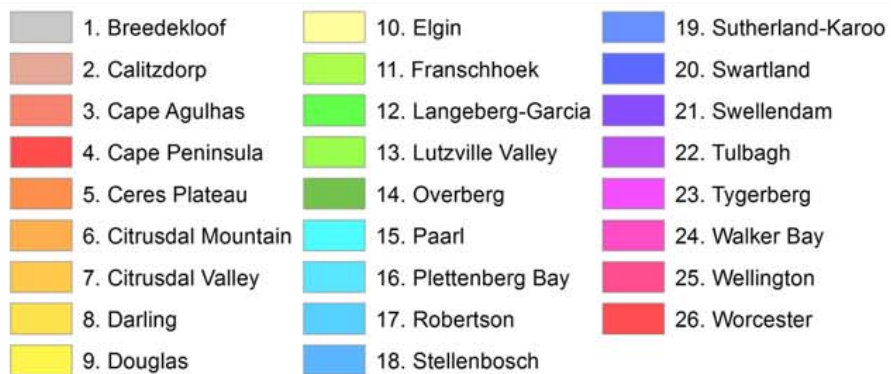 1. Breedekloof
2. Calitzdorp
3. Cape Agulhas
4. Cape Peninsula
5. Ceres Plateau
6. Citrusdal Mountain
7. Citrusdal Valley
8. Darling
9. Douglas
10. Elgin
11. Franschhoek
12. Langeberg-Garcia
13. Lutzville Valley
14. Overberg
15. Paarl
16. Plettenberg Bay
17. Robertson
18. Stellenbosch
19. Sutherland-Karoo
20. Swartland
21. Swellendam
22. Tulbagh
23. Tygerberg
24. Walker Bay
25. Wellington
26. Worcester